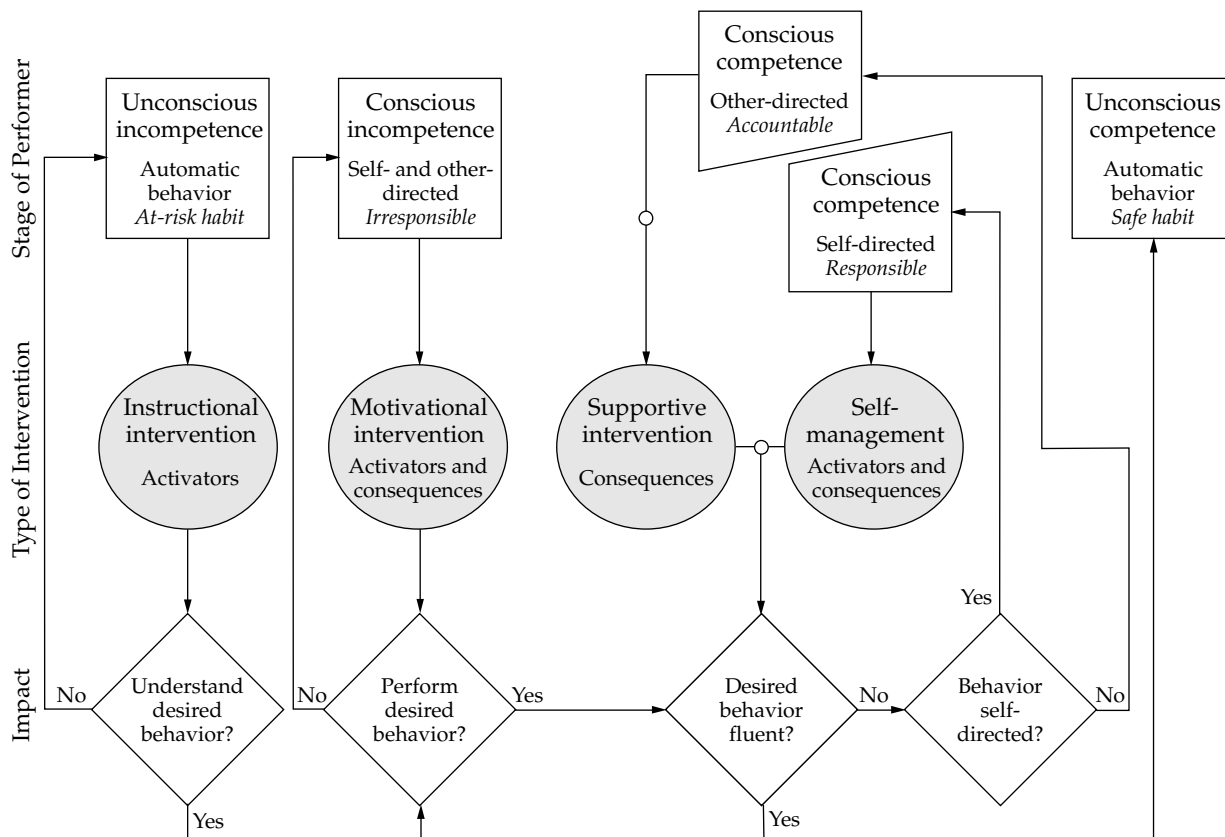 Stage of Performer
Unconscious
incompetence
Automatic
behavior
At-risk habit
Conscious
incompetence
Self- and other-
directed
Irresponsible
Conscious
competence
Other-directed
Accountable
Conscious
competence
Self-directed
Responsible
Unconscious
competence
Automatic
behavior
Safe habit
Type of Intervention
Instructional
intervention
Activators
Motivational
intervention
Activators and
consequences
Supportive
intervention
Consequences
Self-
management
Activators and
consequences
Impact
No
Understand
desired
behavior?
Yes
No
Perform
desired
behavior?
Yes
Desired
behavior
fluent?
No
Yes
Yes
Behavior
self-
directed?
No